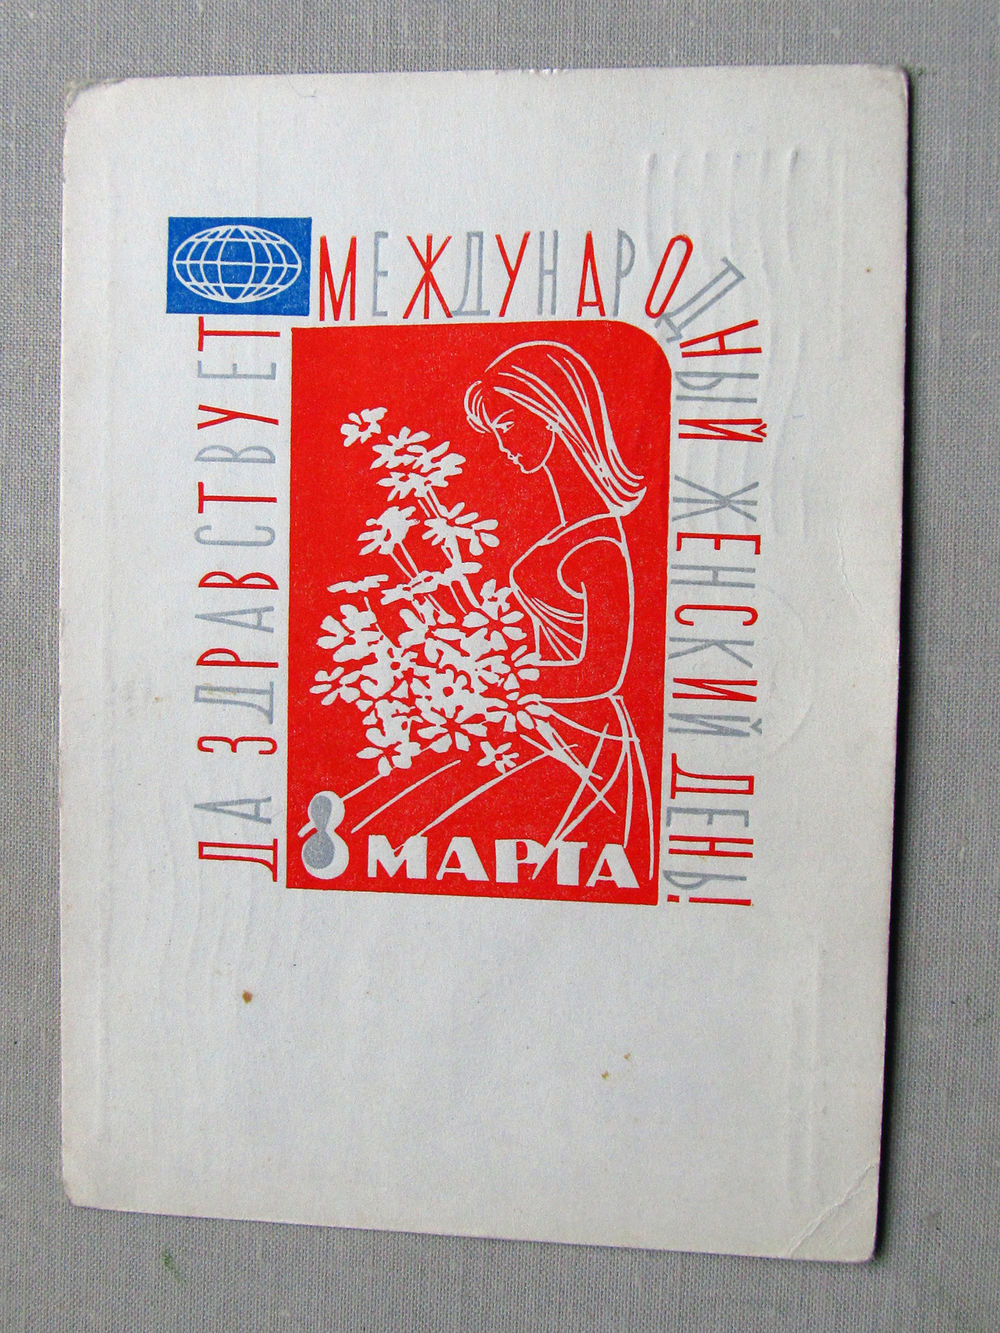 ДА ЗДРАВСТВУЕТ
МЕЖДУНАРОДНЫЙ ЖЕНСКИЙ ДЕНЬ!
8 МАРТА